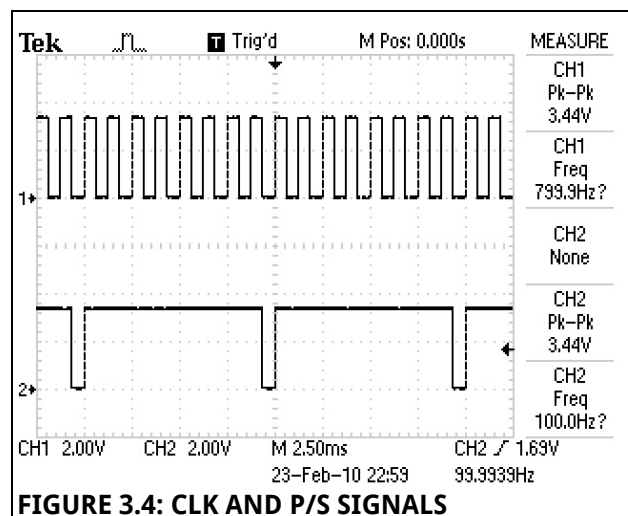 Tek T Trig'd M Pos: 0.000s MEASURE
CH1
Pk-Pk
3.44V
CH1
Freq
799.9Hz?
1
CH2
None
CH2
Pk-Pk
3.44V
CH2
Freq
100.0Hz?
2
CH1 2.00V CH2 2.00V M 2.50ms CH2 1.69V
23-Feb-10 22:59 99.9939Hz
FIGURE 3.4: CLK AND P/S SIGNALS